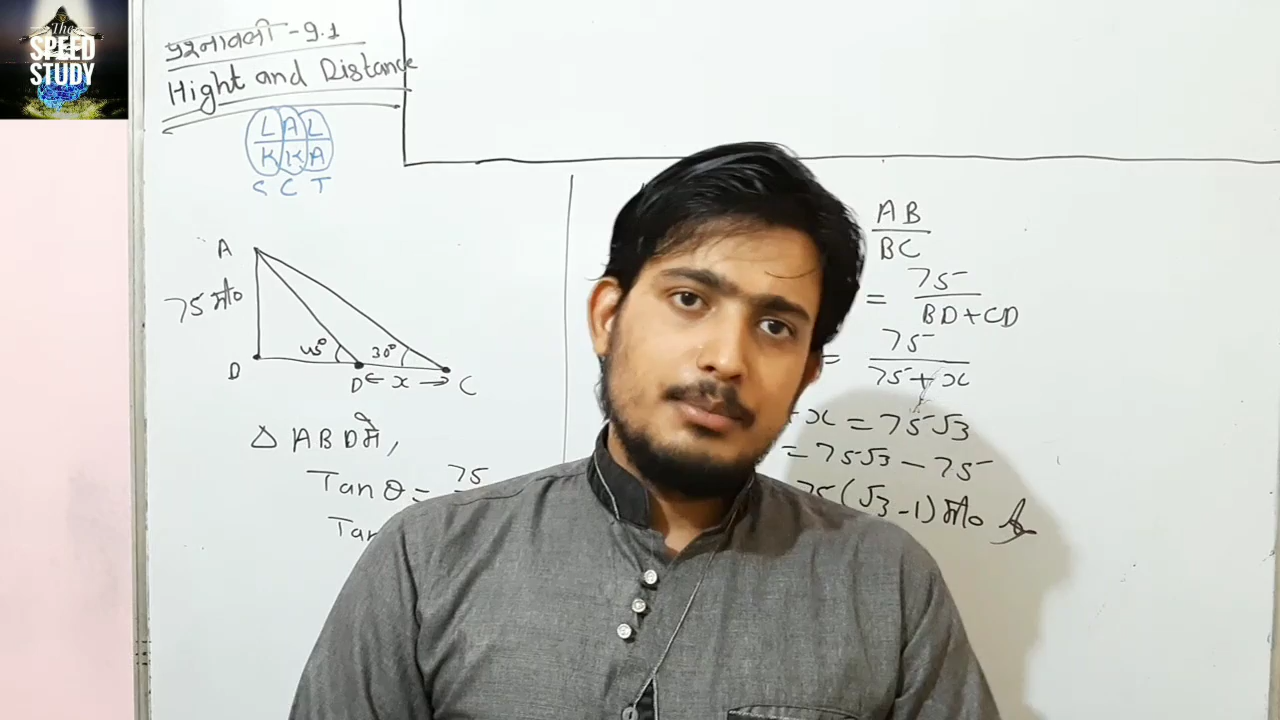 The
SPEED
STUDY
प्रश्नावली - 9.1
Hight and Distance
L A L
K K A
S C T
A
75 मी०
B
45°
30°
D
x
C
△ ABD में,
Tan θ = 75
Tan
AB
BC
= 75
BD + CD
= 75
75 + x
x = 75√3
= 75√3 - 75
75 (√3 - 1) मी०